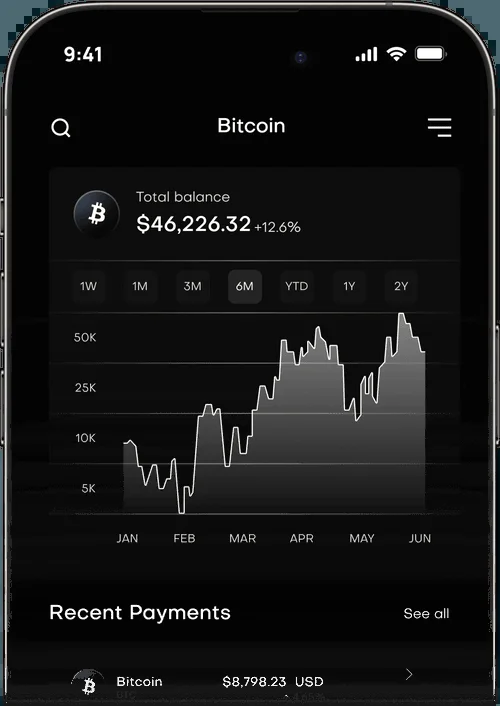 9:41
Bitcoin
Total balance
$46,226.32 +12.6%
1W 1M 3M 6M YTD 1Y 2Y
50K
25K
10K
5K
JAN FEB MAR APR MAY JUN
Recent Payments See all
Bitcoin $8,798.23 USD
BTC